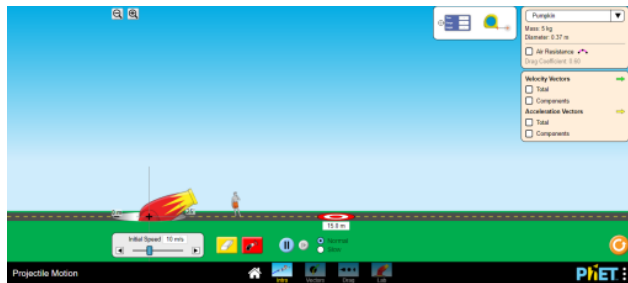 Pumpkin
Mass: 5 kg
Diameter: 0.37 m
Air Resistance
Drag Coefficient: 0.60
Velocity Vectors
Total
Components
Acceleration Vectors
Total
Components
15.0 m
Initial Speed 10 m/s
Normal
Slow
Projectile Motion
Intro
Vectors
Drag
Lab
PhET